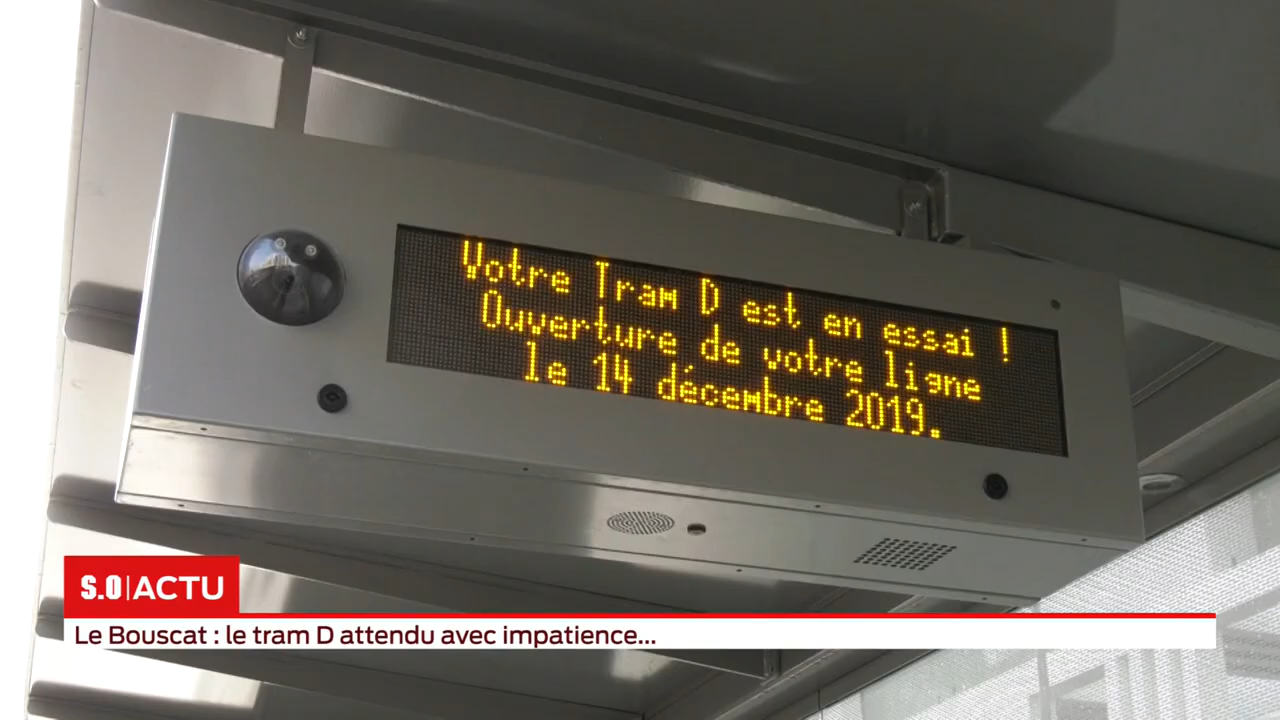 Votre Tram D est en essai !
Ouverture de votre ligne
le 14 décembre 2019.
S.O|ACTU
Le Bouscat : le tram D attendu avec impatience...